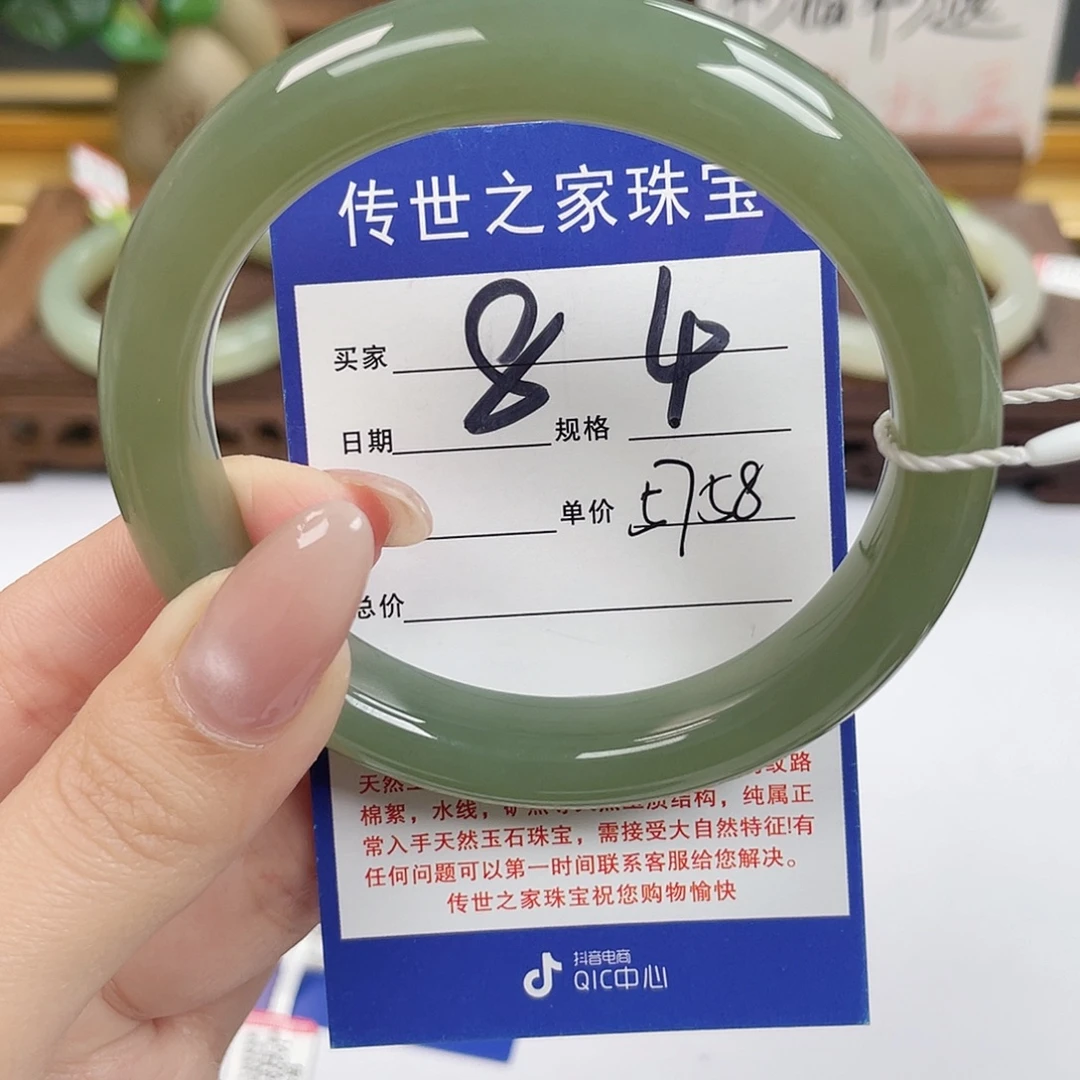 传世之家珠宝
买家
8 4
日期 规格
单价 5758
总价
天然 纹路
棉絮，水线，矿点等天然玉质结构，纯属正
常入手天然玉石珠宝，需接受大自然特征!有
任何问题可以第一时间联系客服给您解决。
传世之家珠宝祝您购物愉快
抖音电商
QIC中心